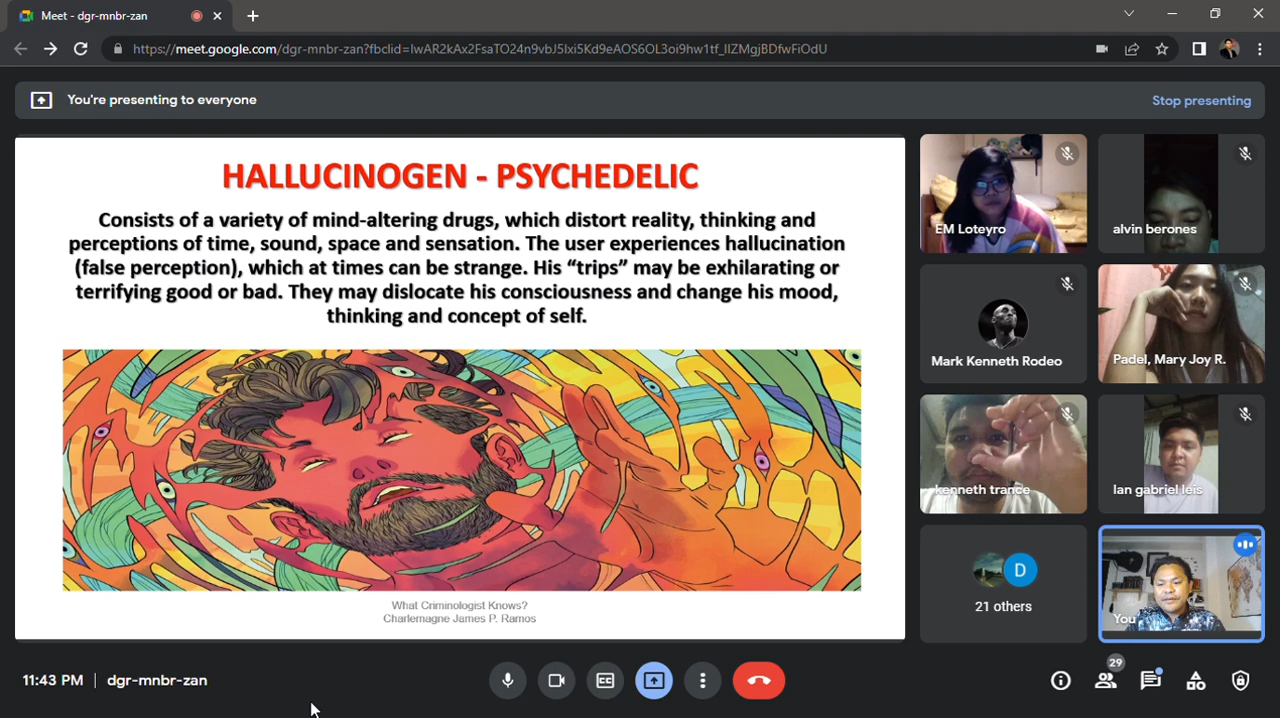 Meet - dgr-mnbr-zan
https://meet.google.com/dgr-mnbr-zan?fbclid=IwAR2kAx2FsaTO24n9vbJ5lxi5Kd9eAOS6OL3oi9hw1tf_lIZMgjBDfwFiOdU
You're presenting to everyone
Stop presenting
HALLUCINOGEN - PSYCHEDELIC
Consists of a variety of mind-altering drugs, which distort reality, thinking and
perceptions of time, sound, space and sensation. The user experiences hallucination
(false perception), which at times can be strange. His “trips” may be exhilarating or
terrifying good or bad. They may dislocate his consciousness and change his mood,
thinking and concept of self.
What Criminologist Knows?
Charlemagne James P. Ramos
EM Loteyro
alvin berones
Mark Kenneth Rodeo
Padel, Mary Joy R.
kenneth trance
Ian gabriel leis
D
21 others
You
11:43 PM
dgr-mnbr-zan
CC
29